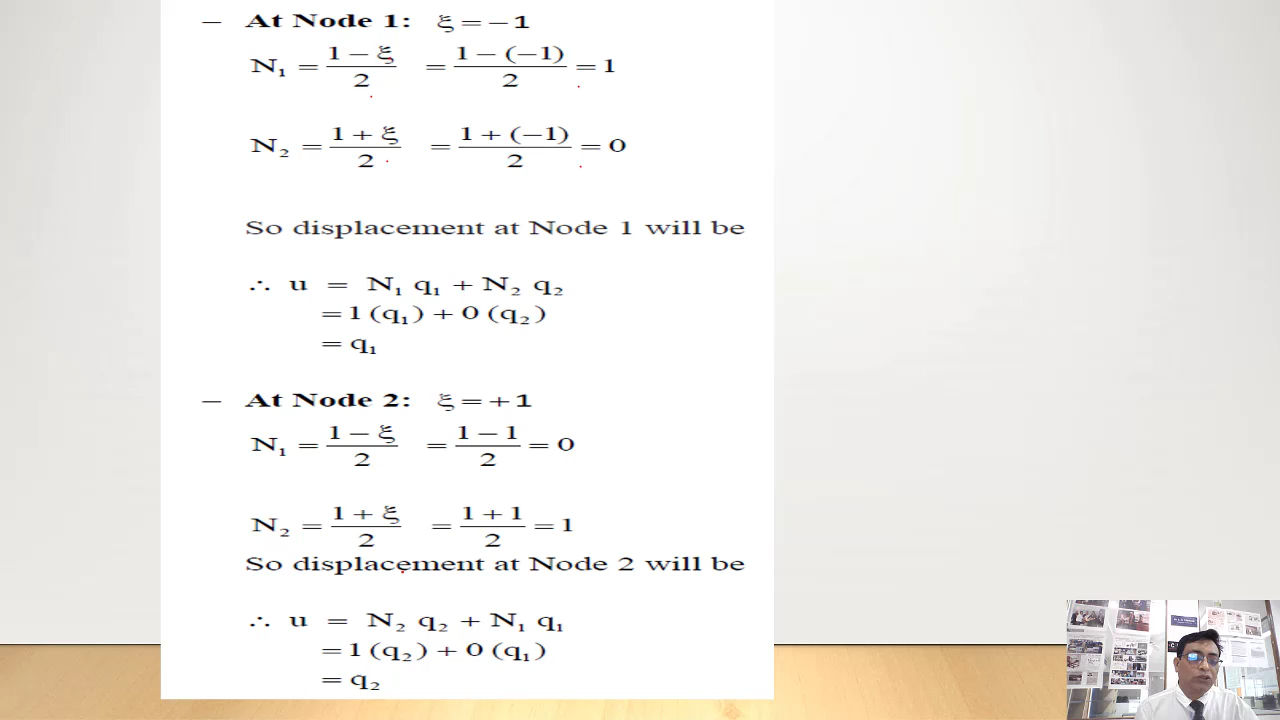 – At Node 1: ξ = – 1
N₁ = (1 – ξ)/2 = (1 – (–1))/2 = 1
N₂ = (1 + ξ)/2 = (1 + (–1))/2 = 0
So displacement at Node 1 will be
∴ u = N₁ q₁ + N₂ q₂
= 1 (q₁) + 0 (q₂)
= q₁
– At Node 2: ξ = + 1
N₁ = (1 – ξ)/2 = (1 – 1)/2 = 0
N₂ = (1 + ξ)/2 = (1 + 1)/2 = 1
So displacement at Node 2 will be
∴ u = N₂ q₂ + N₁ q₁
= 1 (q₂) + 0 (q₁)
= q₂